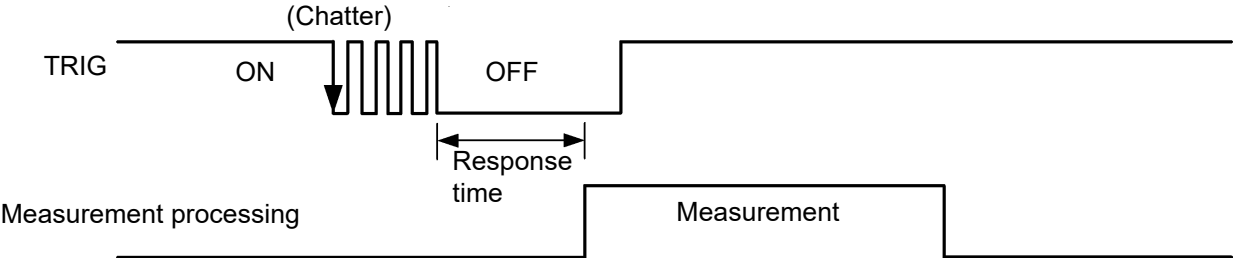 (Chatter)
TRIG
ON
OFF
Response
time
Measurement processing
Measurement